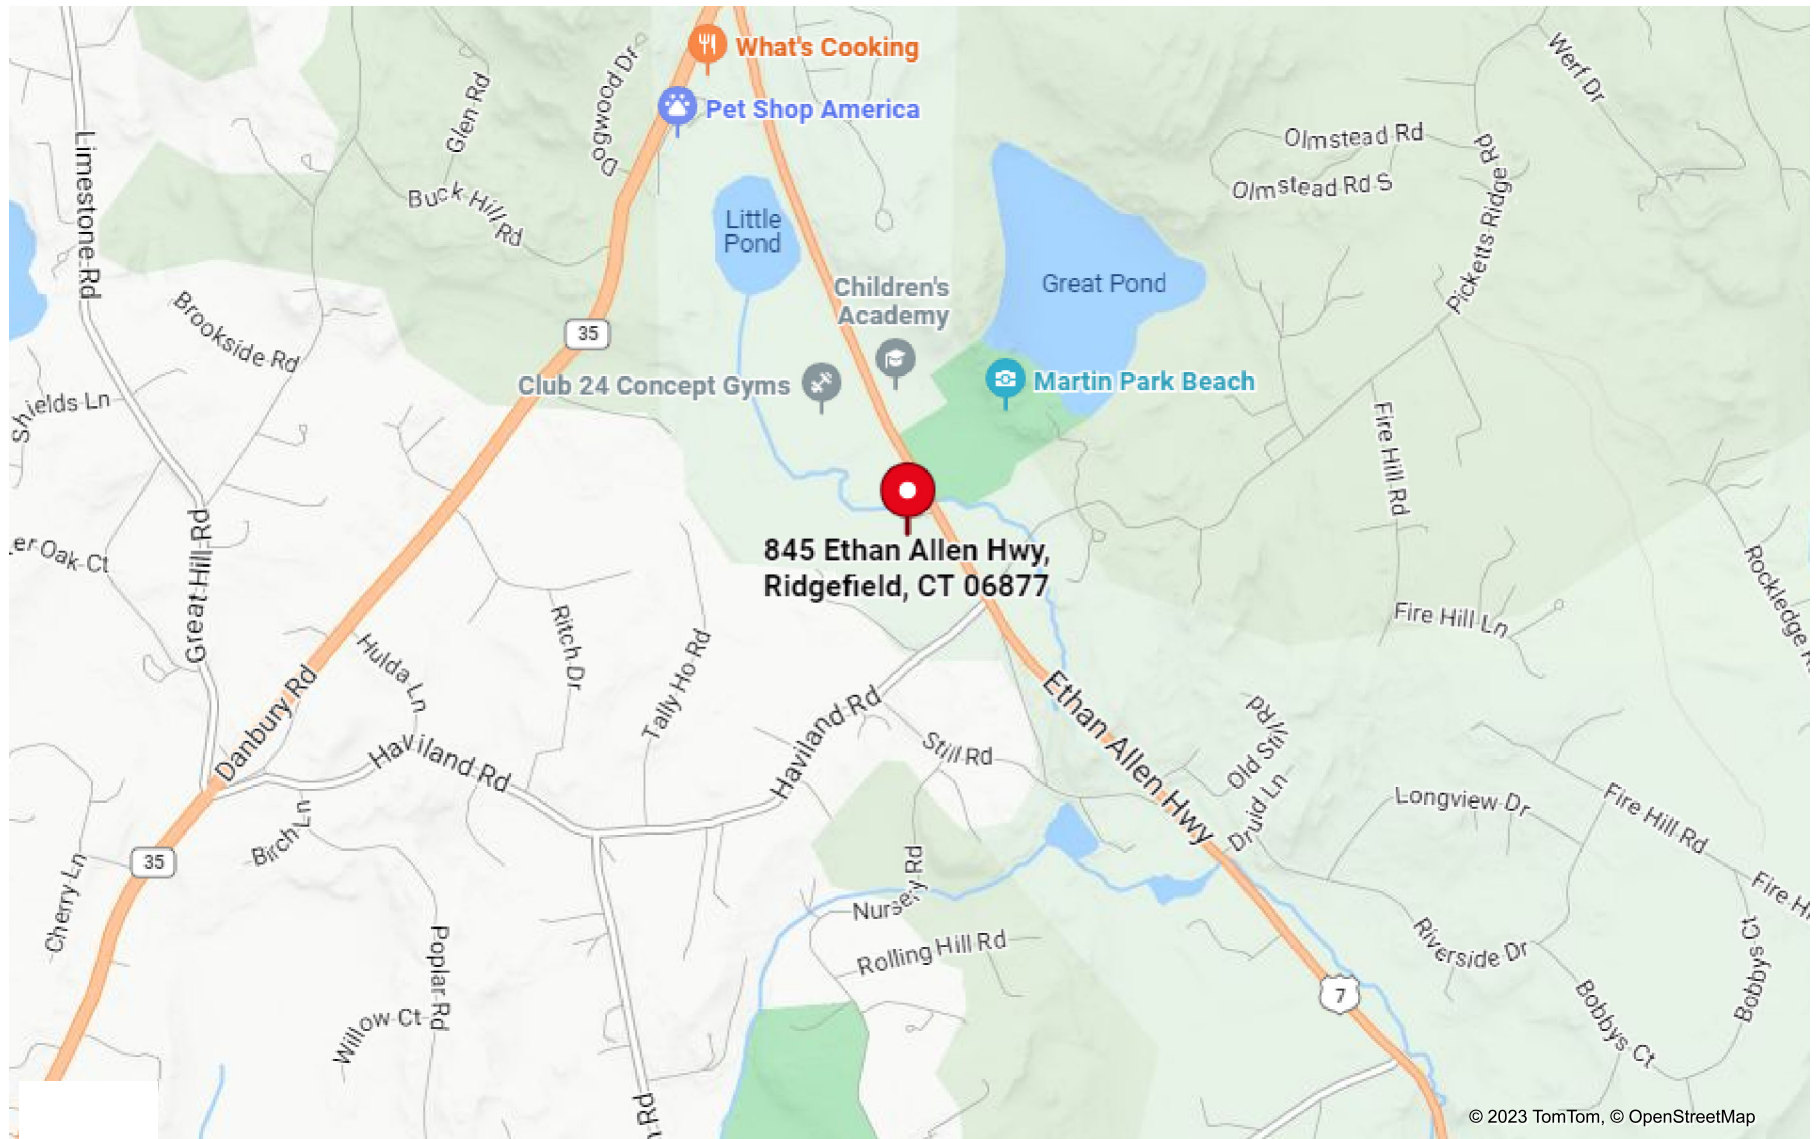 What's Cooking
Pet Shop America
Werf Dr
Dogwood Dr
Glen Rd
Limestone Rd
Olmstead Rd
Olmstead Rd S
Picketts Ridge Rd
Buck Hill Rd
Little
Pond
Great Pond
Children's
Academy
Brookside Rd
35
Club 24 Concept Gyms
Martin Park Beach
Shields Ln
Fire Hill Rd
Great Hill Rd
er Oak Ct
845 Ethan Allen Hwy,
Ridgefield, CT 06877
Rockledge R
Fire Hill Ln
Ritch Dr
Hulda Ln
Tally Ho Rd
Danbury Rd
Haviland Rd
Haviland Rd
Still Rd
Ethan Allen Hwy
Old Still Rd
Druid Ln
Longview Dr
Fire Hill Rd
Fire Hi
Birch Ln
35
Cherry Ln
Nursery Rd
Rolling Hill Rd
Riverside Dr
Bobbys Ct
Bobbys Ct
Poplar Rd
Willow Ct
7
© 2023 TomTom, © OpenStreetMap